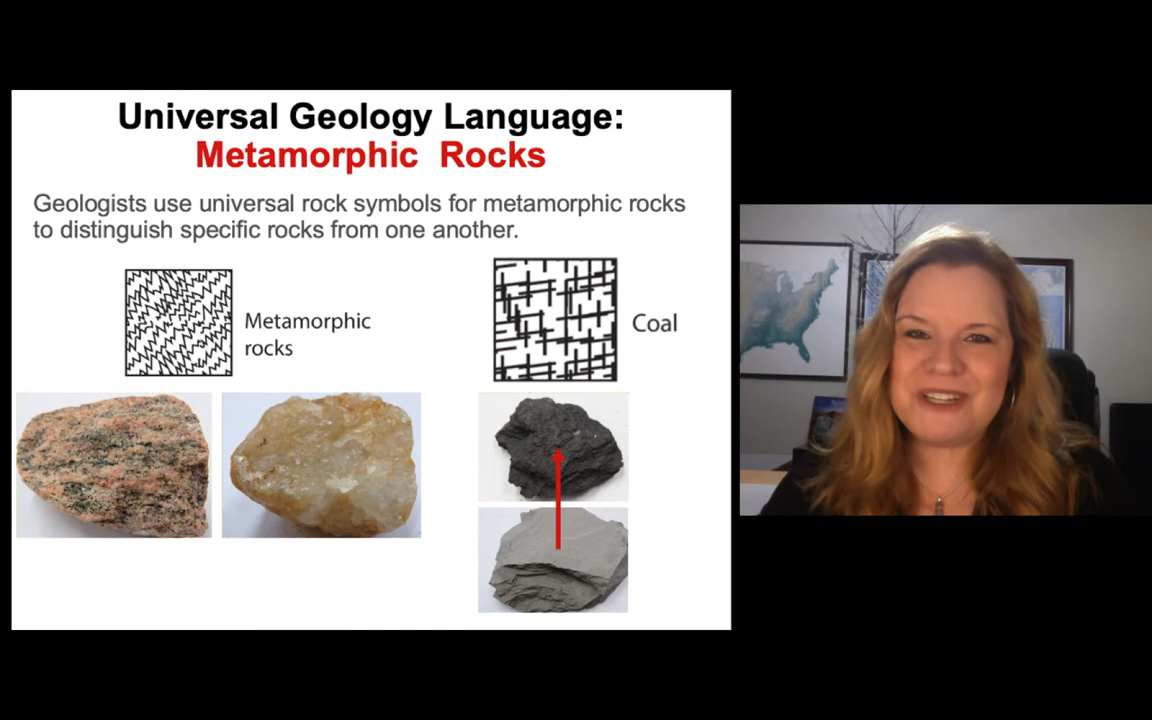 Universal Geology Language:
Metamorphic Rocks
Geologists use universal rock symbols for metamorphic rocks
to distinguish specific rocks from one another.
Metamorphic
rocks
Coal